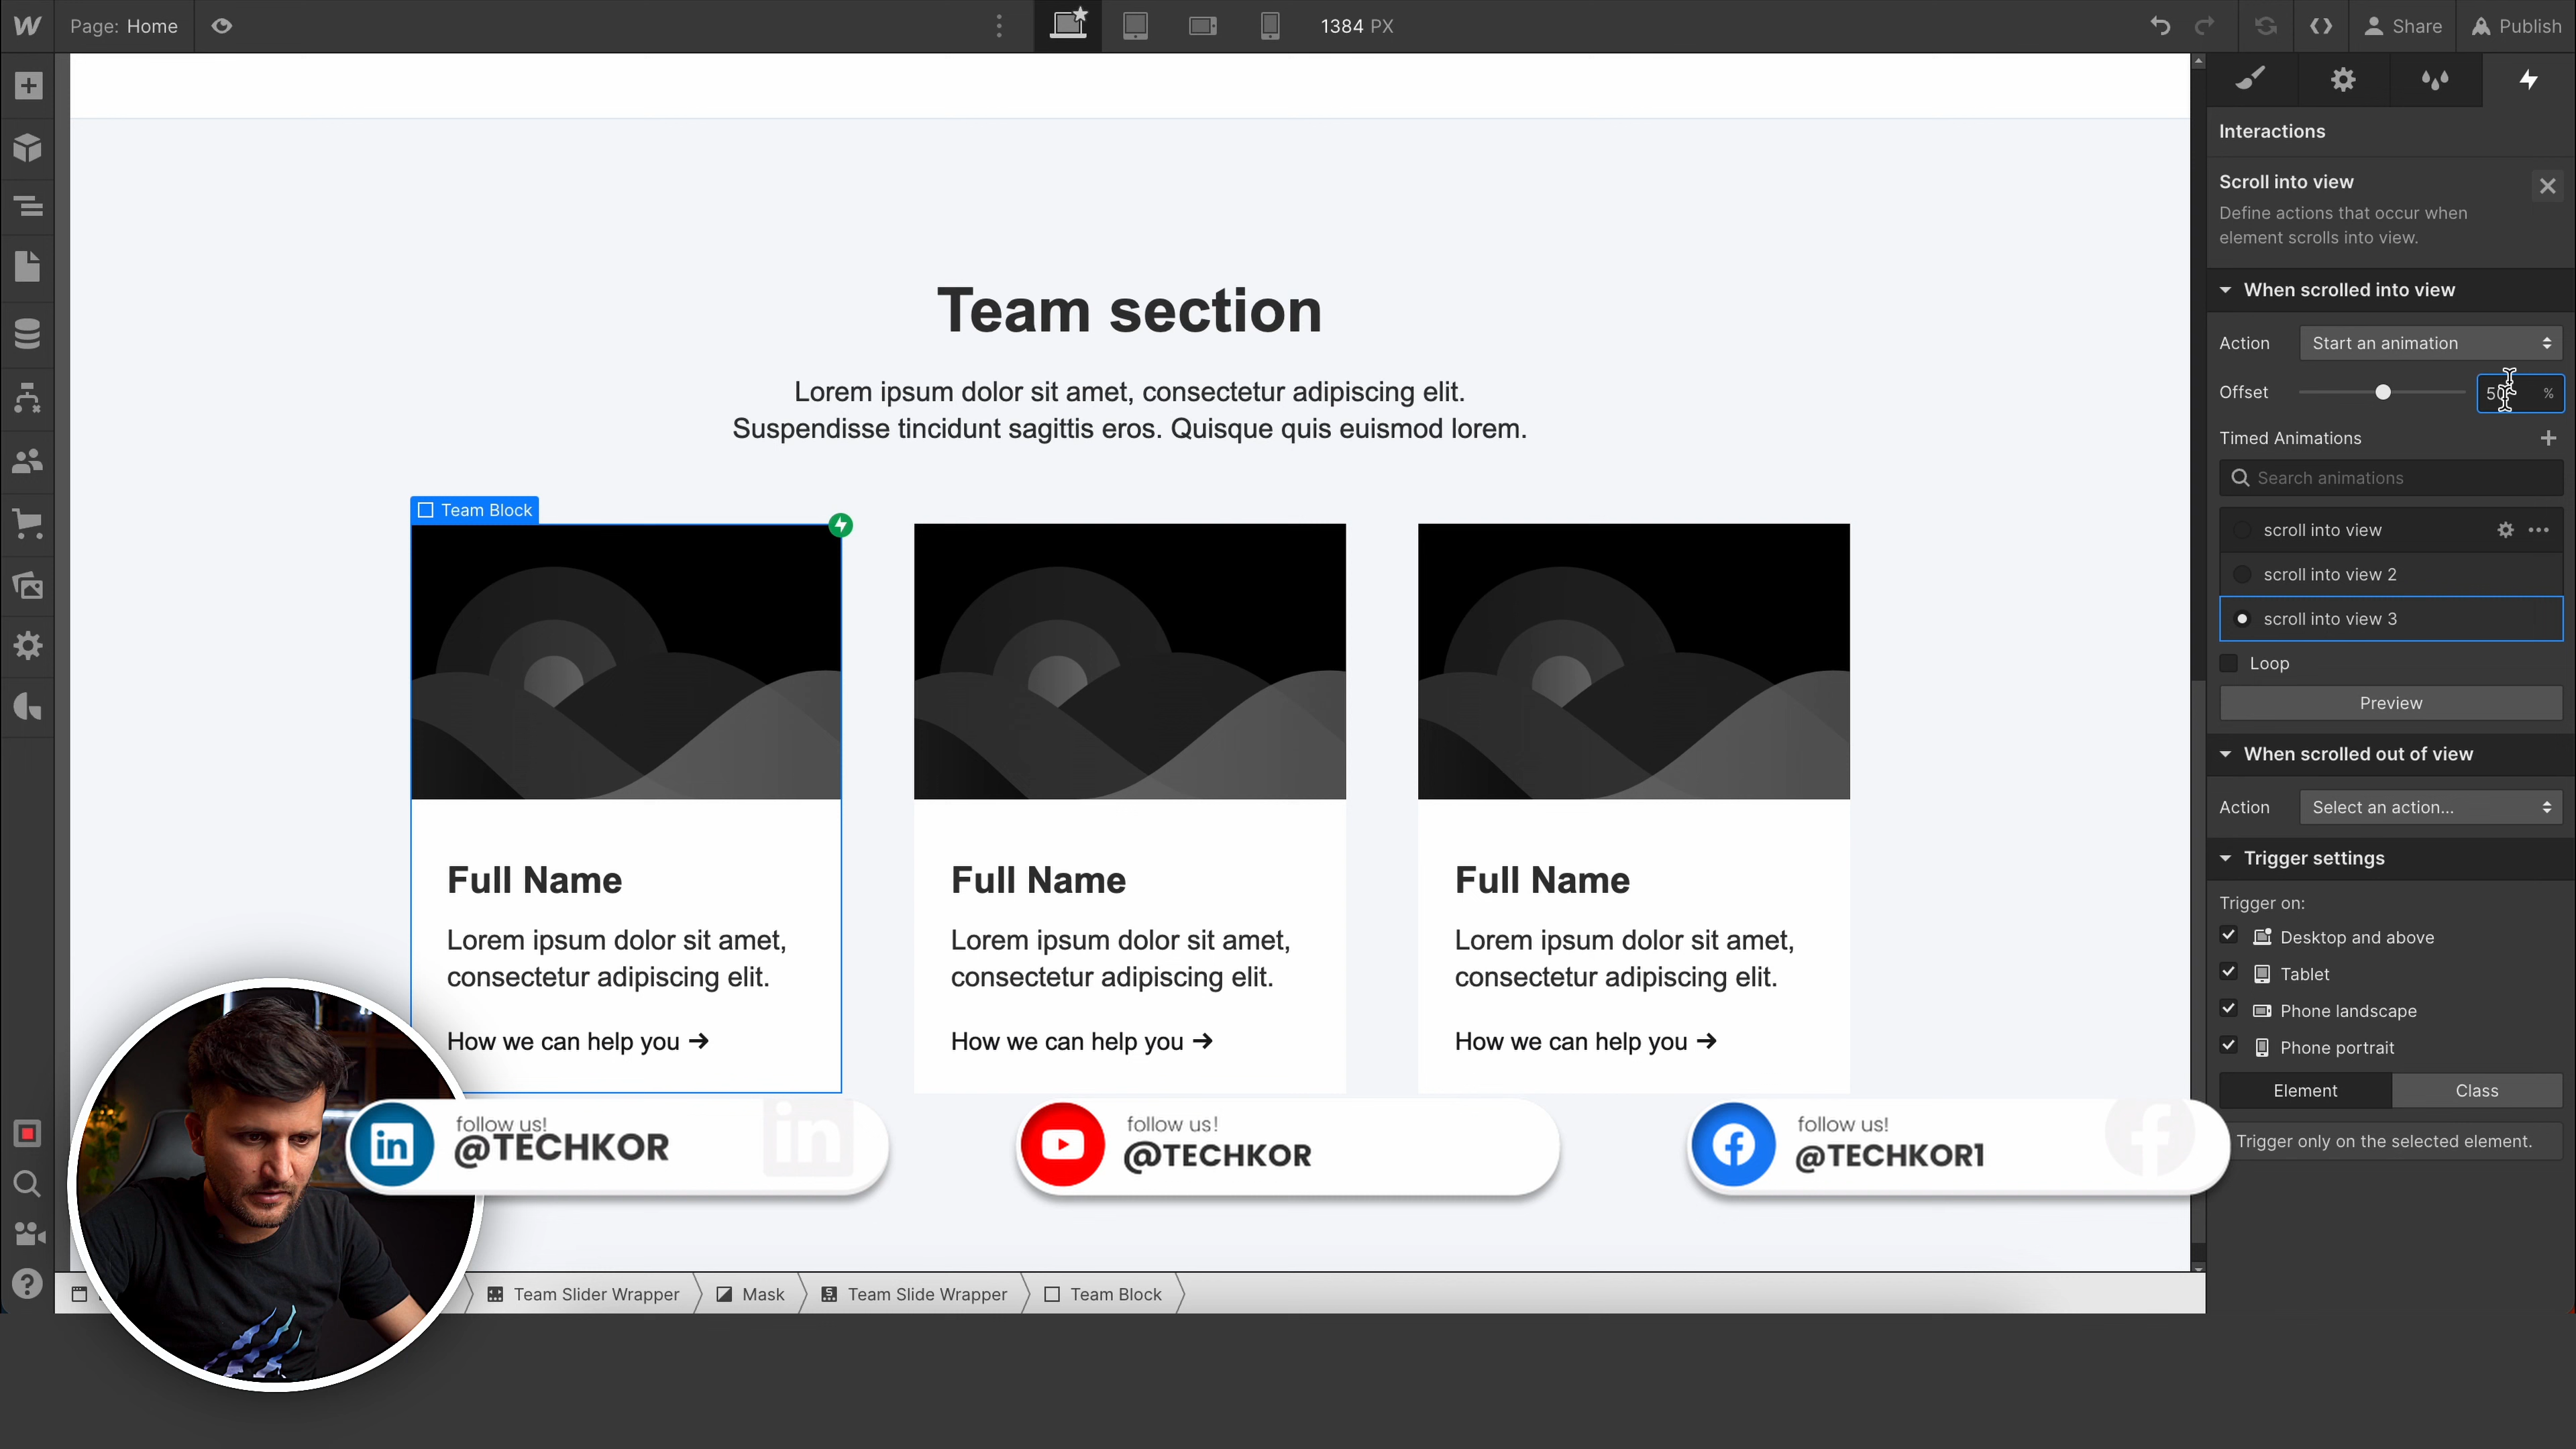 Page: Home
1384 PX
Share
Publish
Interactions
Scroll into view
Define actions that occur when
element scrolls into view.
When scrolled into view
Action
Start an animation
Offset
%
Timed Animations
Search animations
scroll into view
scroll into view 2
scroll into view 3
Loop
Preview
When scrolled out of view
Action
Select an action...
Trigger settings
Trigger on:
Desktop and above
Tablet
Phone landscape
Phone portrait
Element
Class
Trigger only on the selected element.
Team section
Lorem ipsum dolor sit amet, consectetur adipiscing elit.
Suspendisse tincidunt sagittis eros. Quisque quis euismod lorem.
Team Block
Full Name
Lorem ipsum dolor sit amet,
consectetur adipiscing elit.
How we can help you →
Full Name
Lorem ipsum dolor sit amet,
consectetur adipiscing elit.
How we can help you →
Full Name
Lorem ipsum dolor sit amet,
consectetur adipiscing elit.
How we can help you →
in
follow us!
@TECHKOR
follow us!
@TECHKOR
follow us!
@TECHKOR1
Team Slider Wrapper
Mask
Team Slide Wrapper
Team Block